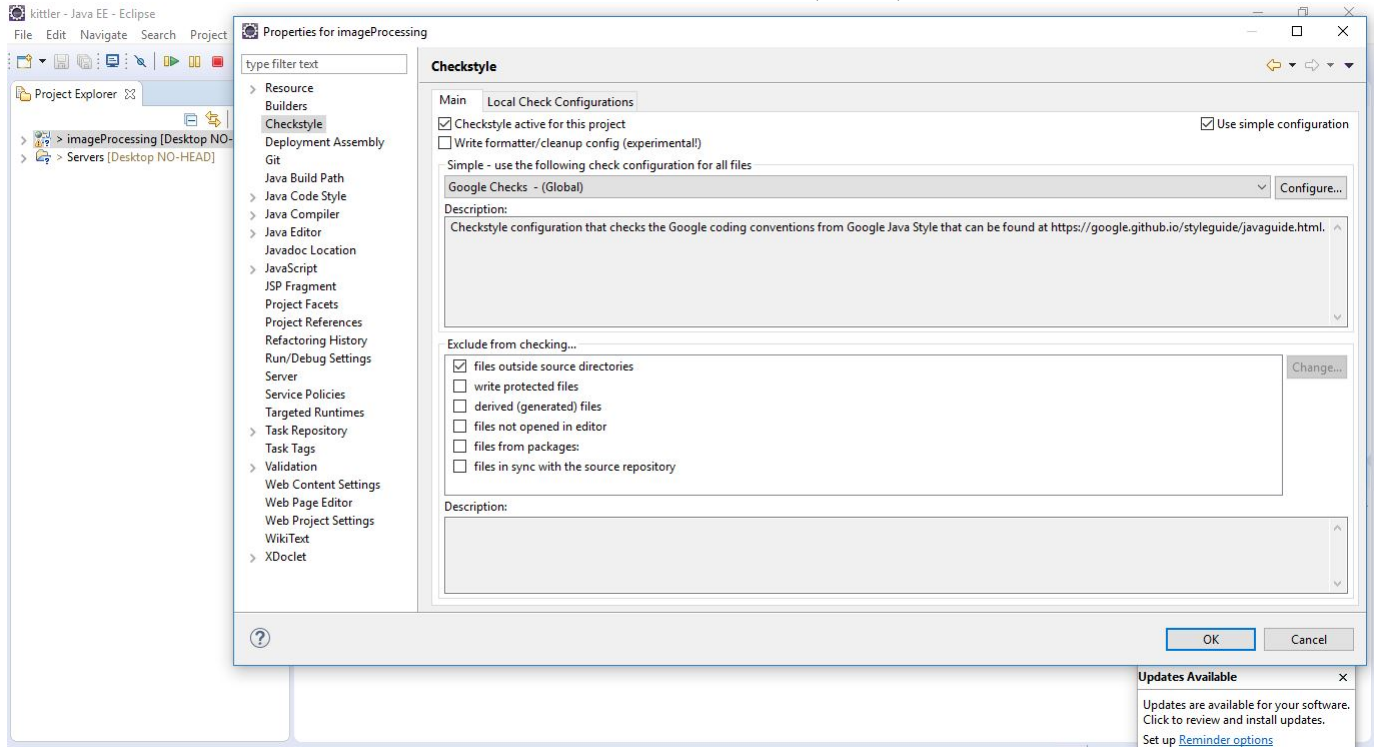 kittler - Java EE - Eclipse
File Edit Navigate Search Project
Project Explorer
> imageProcessing [Desktop NO-
> Servers [Desktop NO-HEAD]
Properties for imageProcessing
type filter text
Resource
Builders
Checkstyle
Deployment Assembly
Git
Java Build Path
Java Code Style
Java Compiler
Java Editor
Javadoc Location
JavaScript
JSP Fragment
Project Facets
Project References
Refactoring History
Run/Debug Settings
Server
Service Policies
Targeted Runtimes
Task Repository
Task Tags
Validation
Web Content Settings
Web Page Editor
Web Project Settings
WikiText
XDoclet
Checkstyle
Main Local Check Configurations
Checkstyle active for this project Use simple configuration
Write formatter/cleanup config (experimental!)
Simple - use the following check configuration for all files
Google Checks - (Global) Configure...
Description:
Checkstyle configuration that checks the Google coding conventions from Google Java Style that can be found at https://google.github.io/styleguide/javaguide.html.
Exclude from checking...
files outside source directories Change...
write protected files
derived (generated) files
files not opened in editor
files from packages:
files in sync with the source repository
Description:
OK Cancel
Updates Available
Updates are available for your software.
Click to review and install updates.
Set up Reminder options